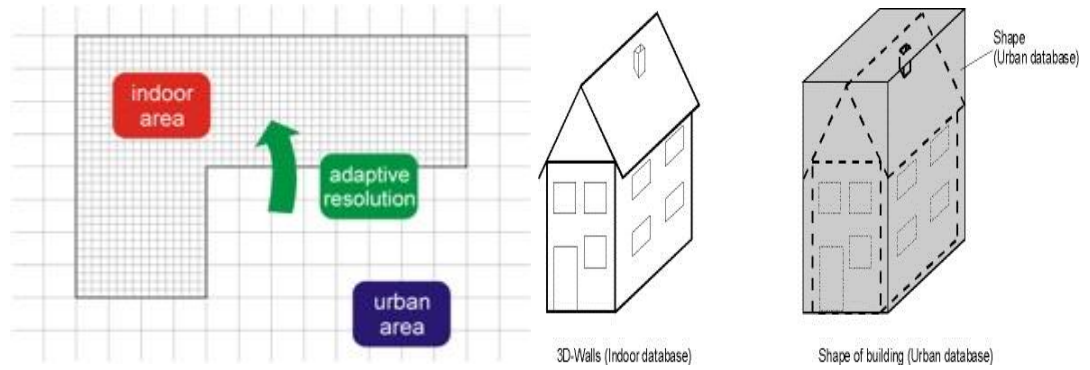 indoor
area
adaptive
resolution
urban
area
3D-Walls (Indoor database)
Shape
(Urban database)
Shape of building (Urban database)